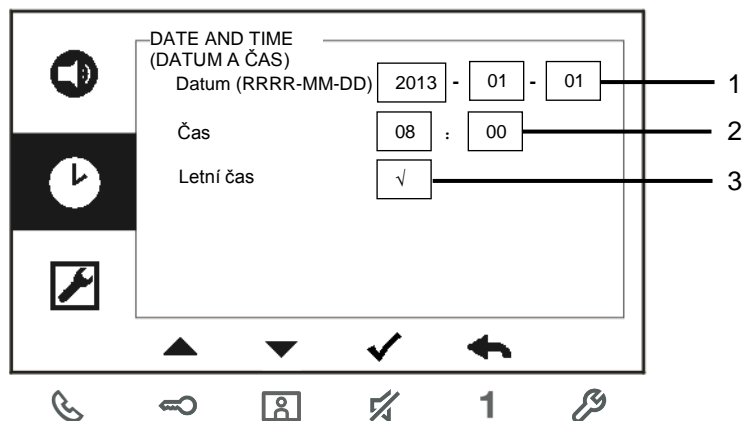 DATE AND TIME
(DATUM A ČAS)
Datum (RRRR-MM-DD) 2013 - 01 - 01 1
Čas 08 : 00 2
Letní čas √ 3
1